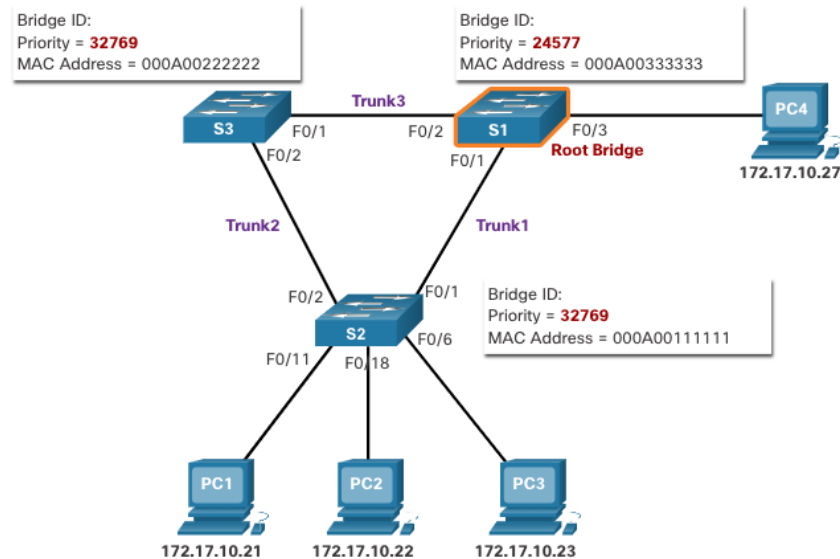 Bridge ID:
Priority = 32769
MAC Address = 000A00222222
Bridge ID:
Priority = 24577
MAC Address = 000A00333333
Trunk3
S3
F0/1
F0/2
S1
F0/3
PC4
F0/2
F0/1
Root Bridge
172.17.10.27
Trunk2
Trunk1
F0/2
F0/1
Bridge ID:
Priority = 32769
MAC Address = 000A00111111
S2
F0/6
F0/11
F0/18
PC1
PC2
PC3
172.17.10.21
172.17.10.22
172.17.10.23